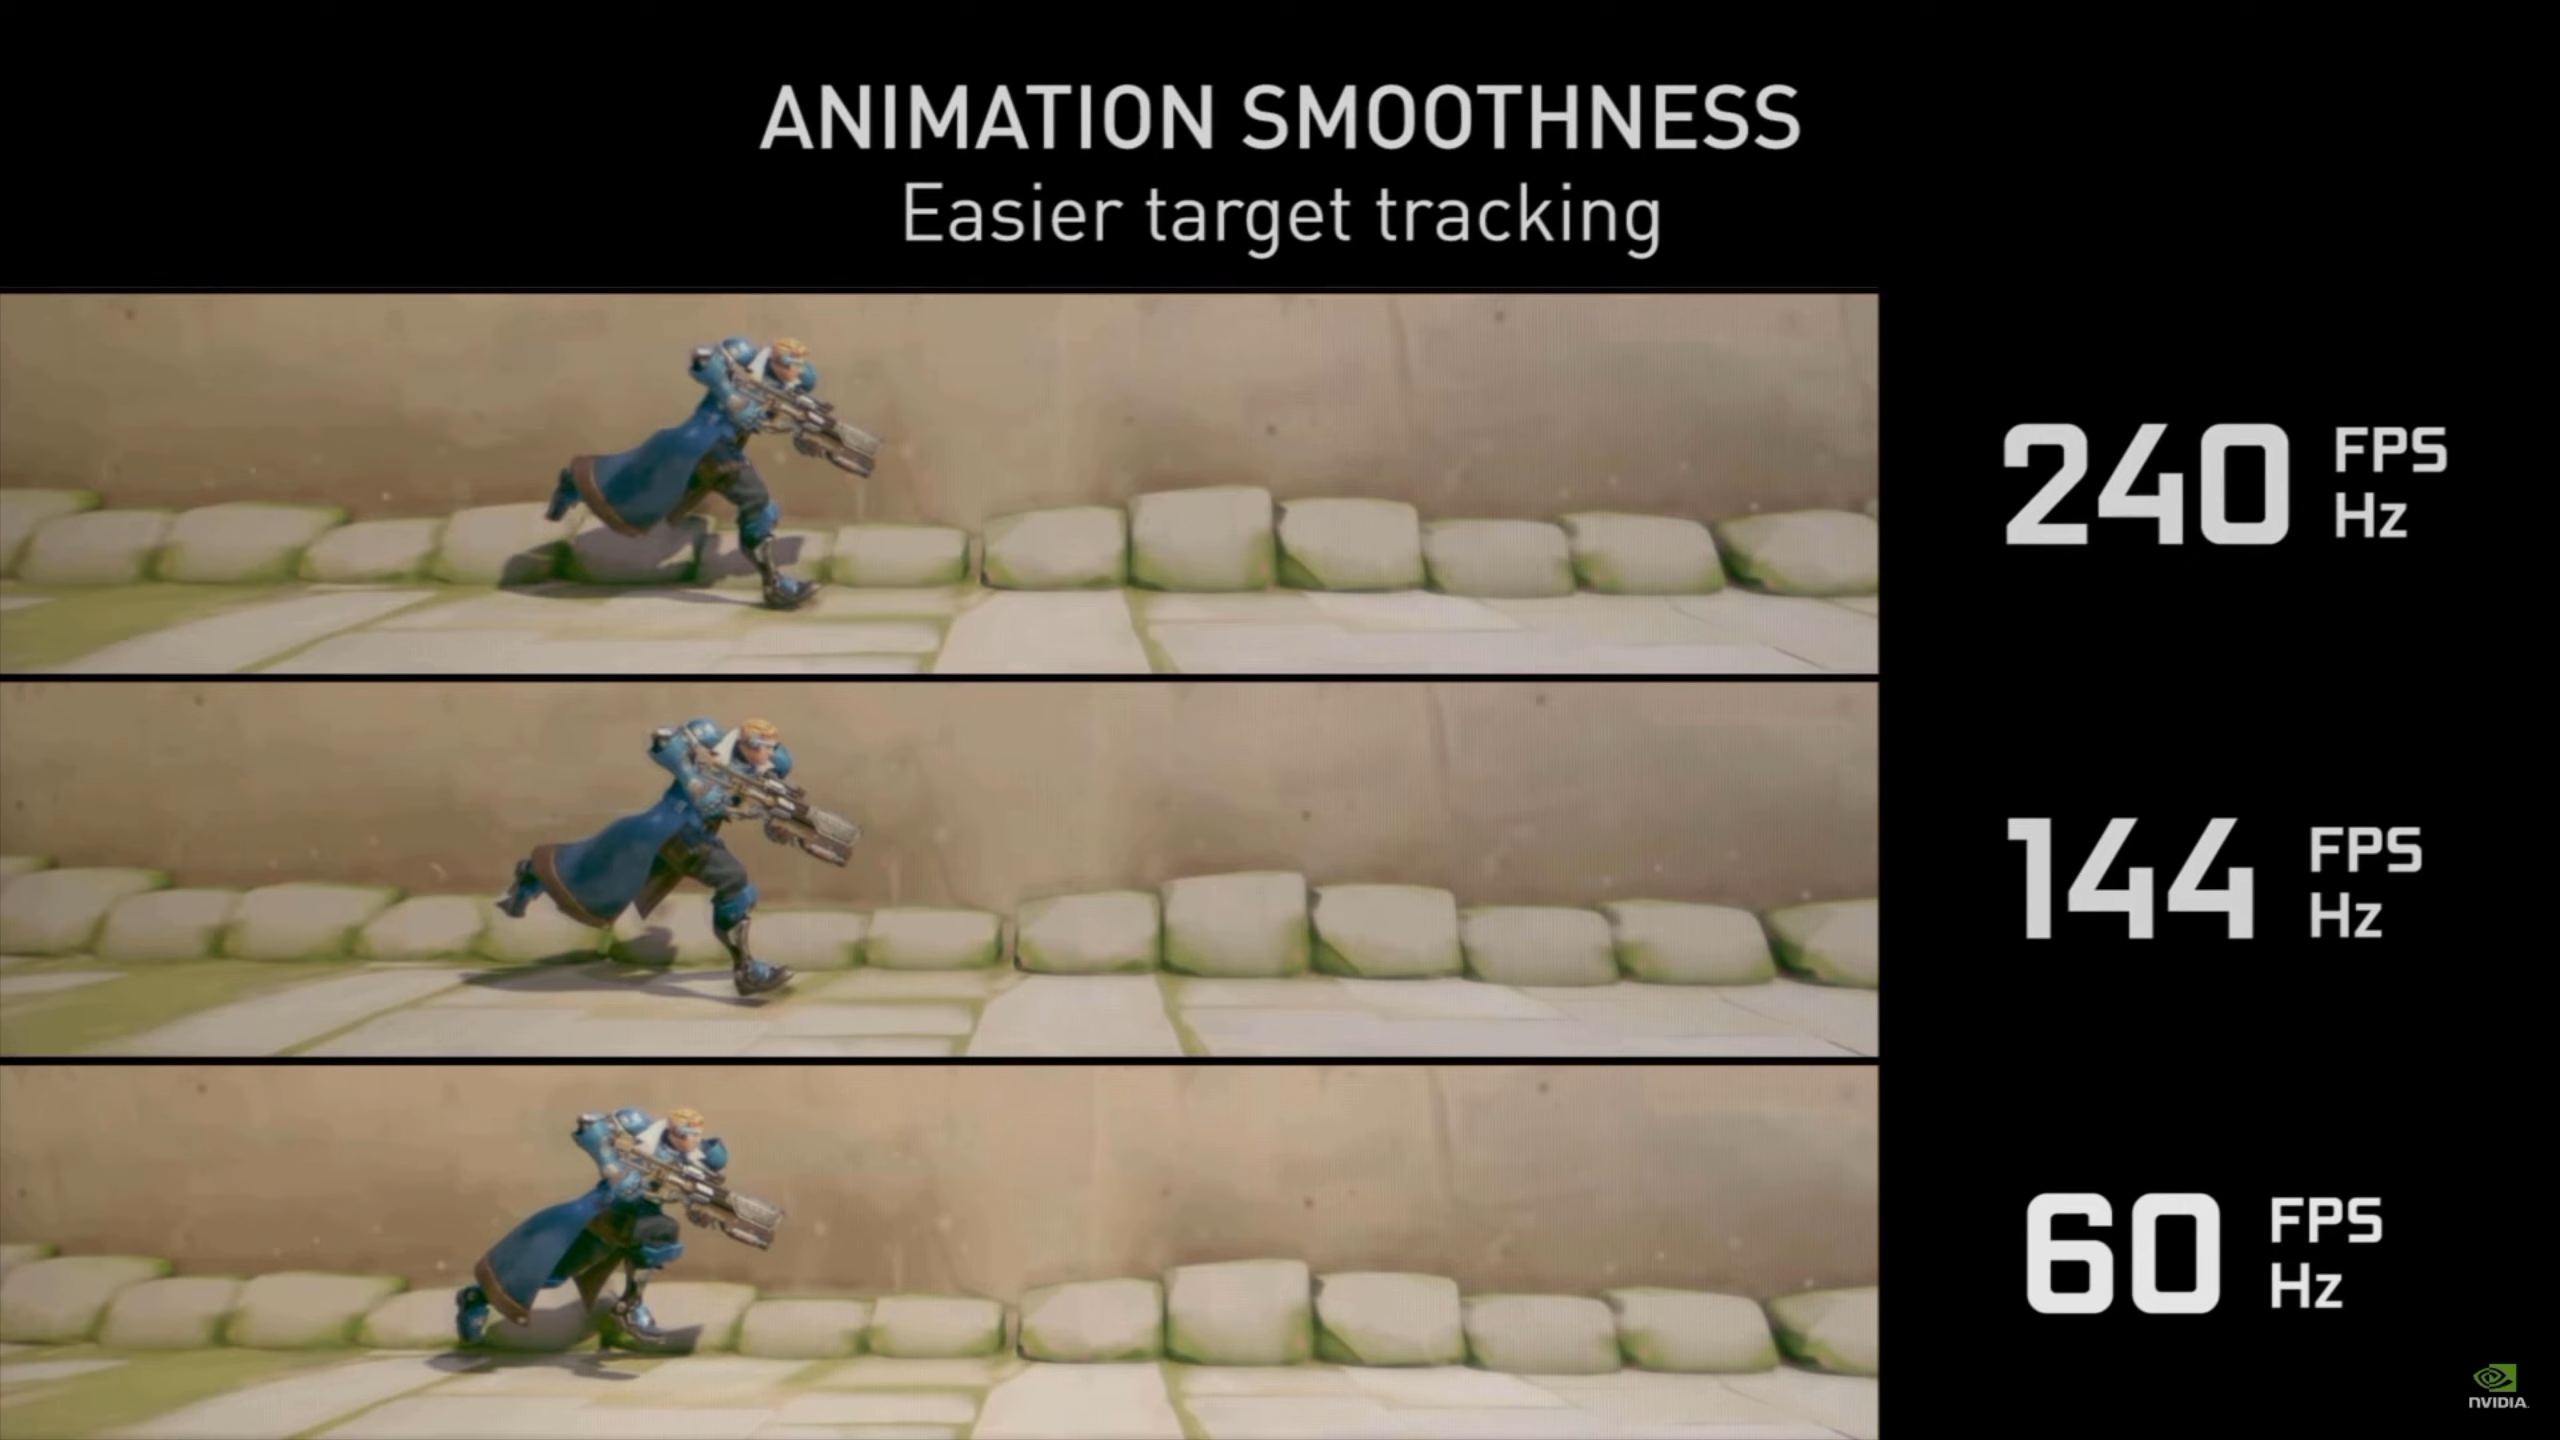 ANIMATION SMOOTHNESS
Easier target tracking
240 FPS
Hz
144 FPS
Hz
60 FPS
Hz
NVIDIA.